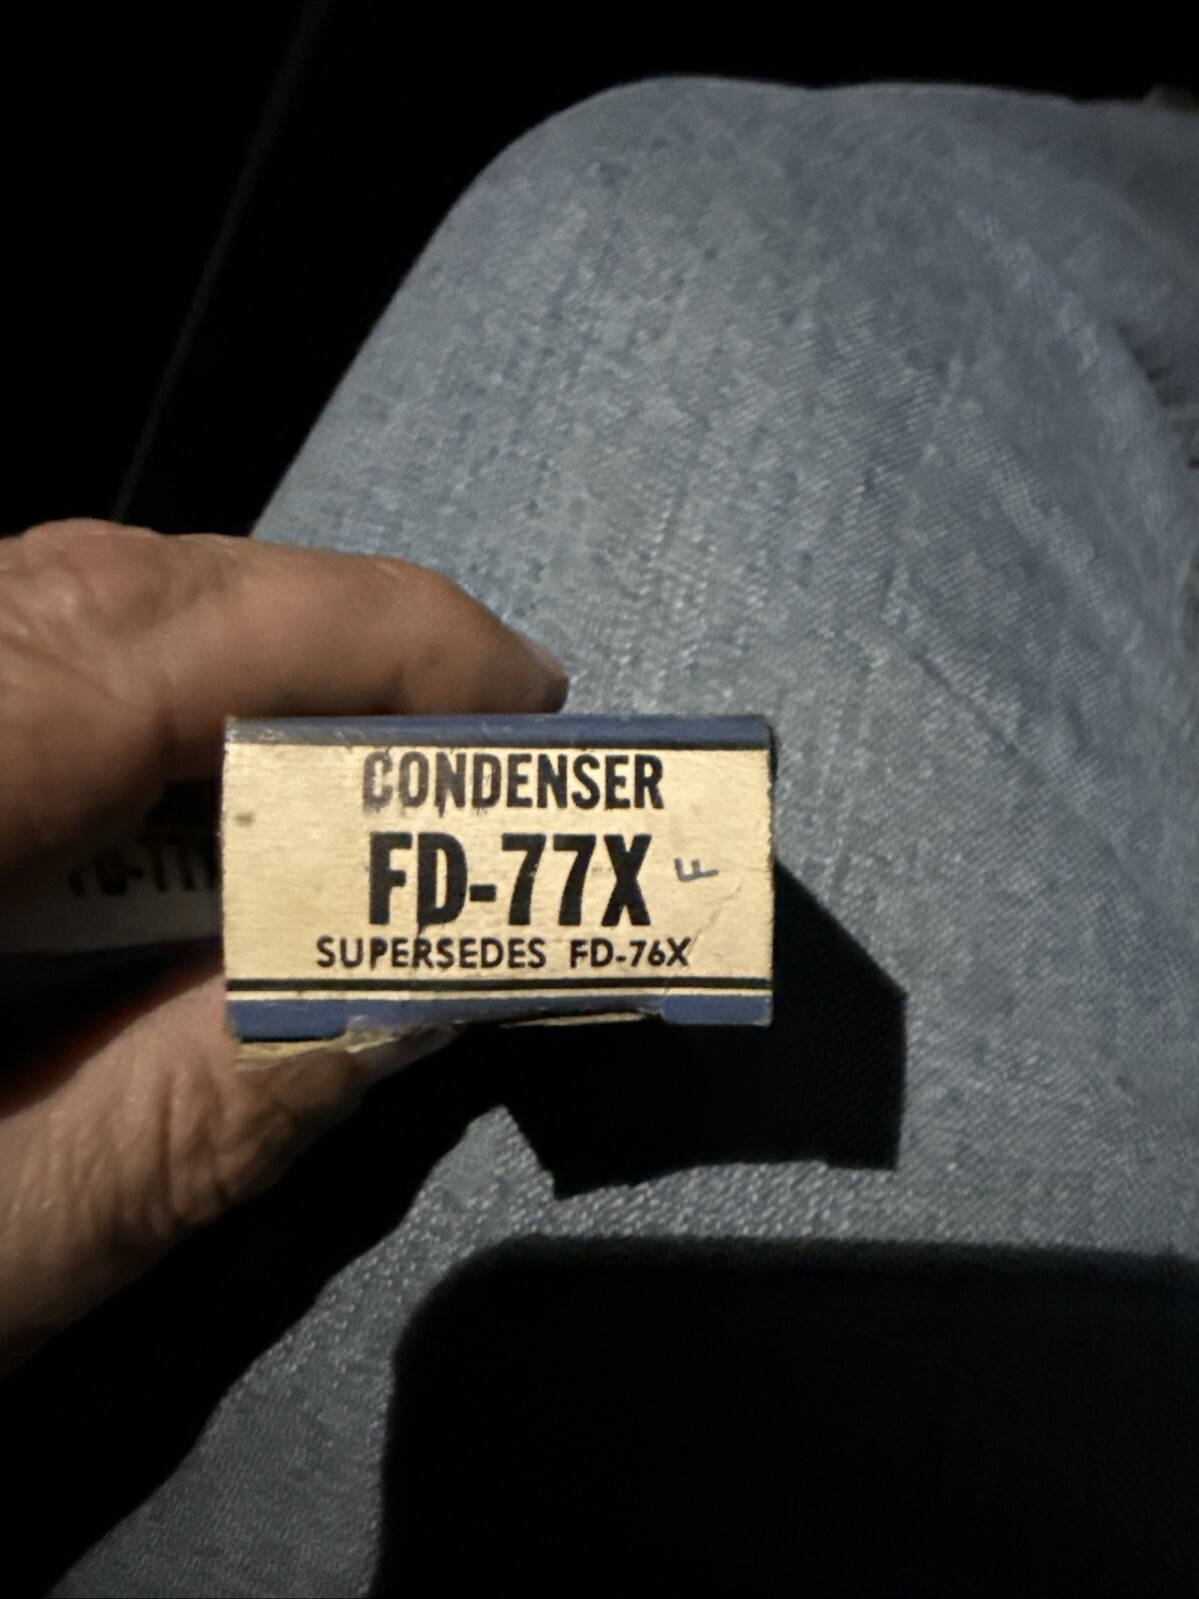 CONDENSER
FD-77X F
SUPERSEDES FD-76X